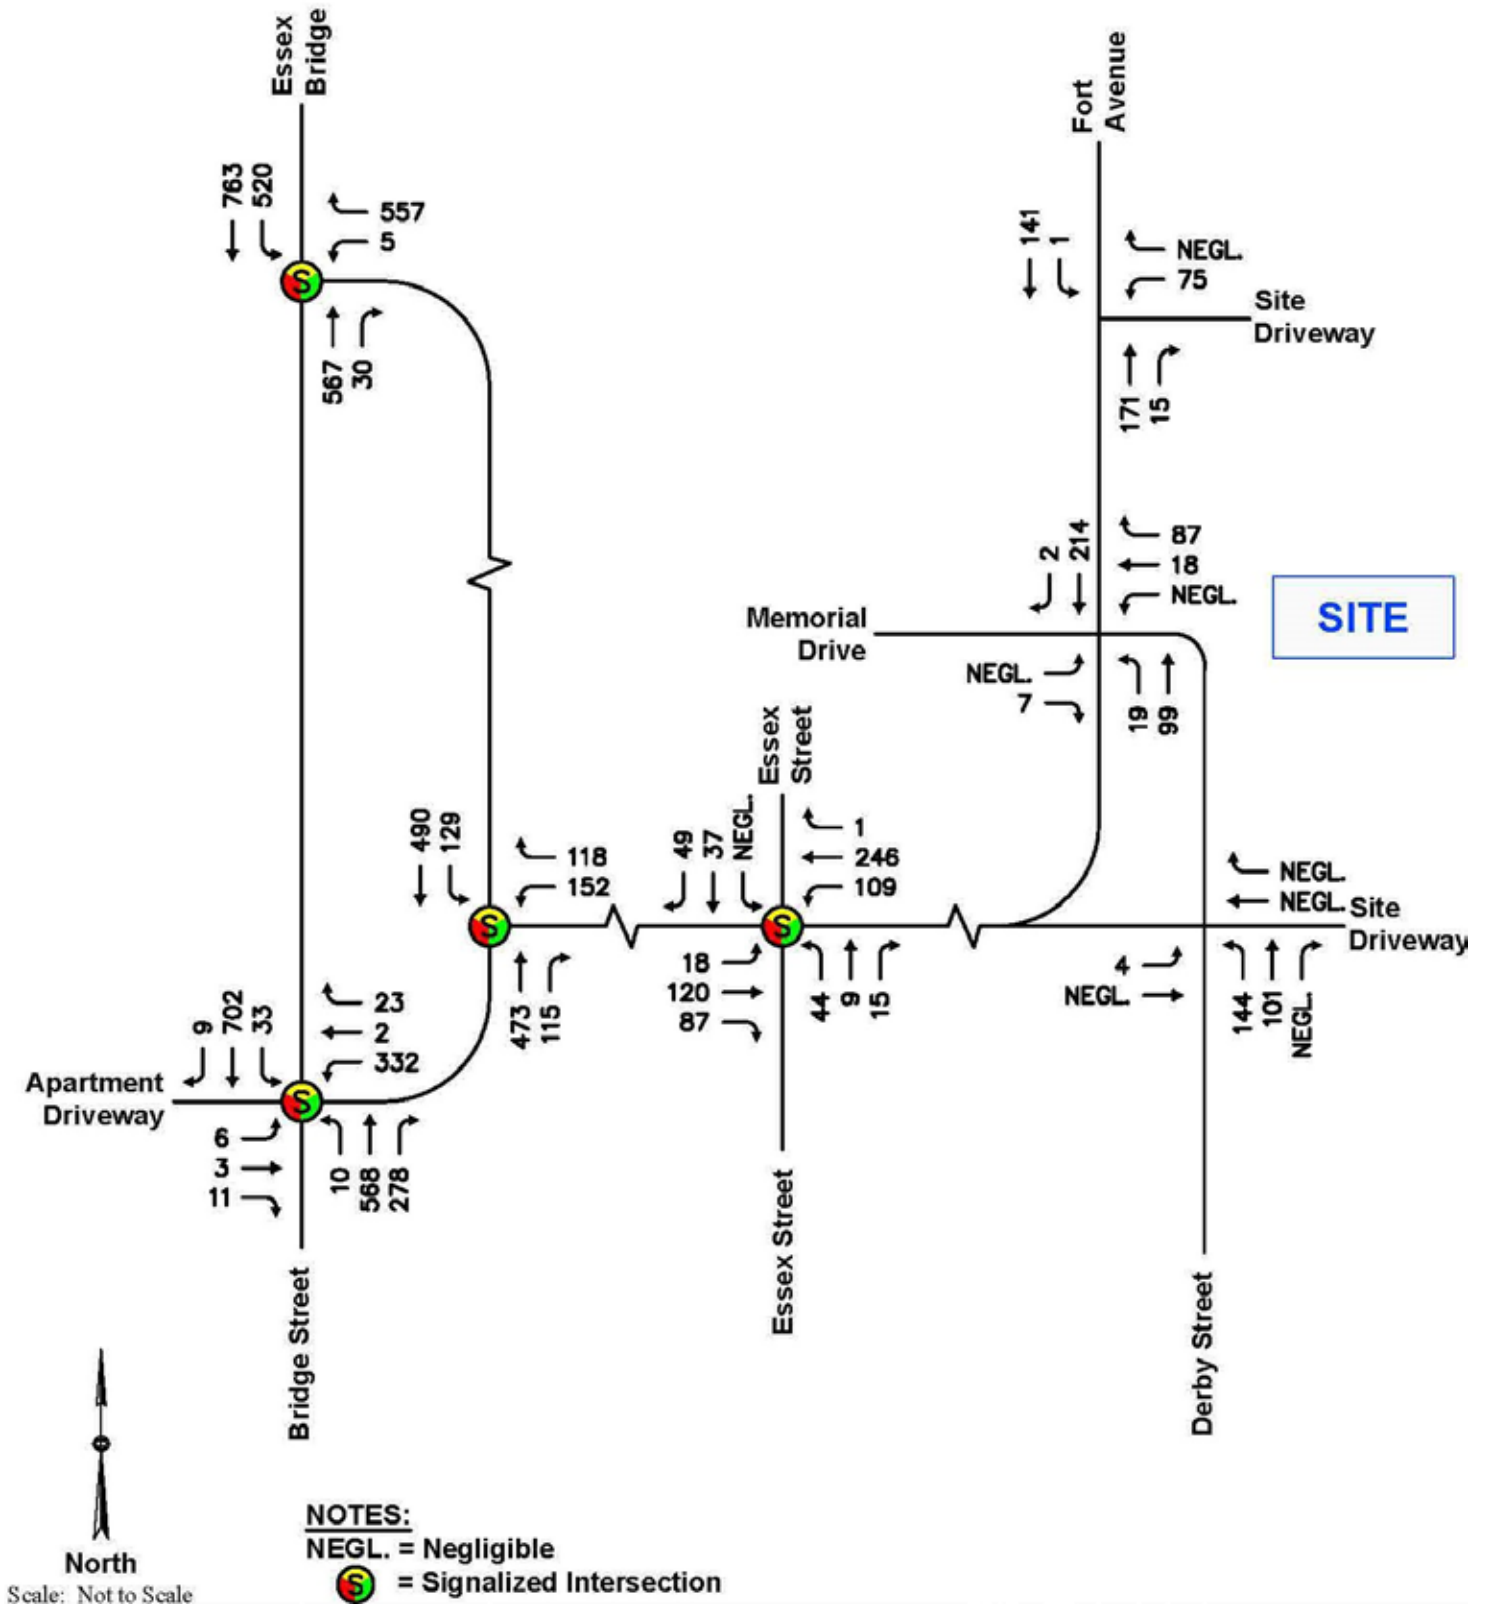 Essex
Bridge
763
520
557
5
567
30
Fort
Avenue
141
1
NEGL.
75
Site
Driveway
171
15
2
214
87
18
NEGL.
SITE
Memorial
Drive
NEGL.
7
19
99
Essex
Street
490
129
118
152
473
115
49
37
NEGL.
1
246
109
S
S
S
S
18
120
87
44
9
15
NEGL.
NEGL.
Site
Driveway
4
NEGL.
144
101
NEGL.
9
702
33
23
2
332
Apartment
Driveway
6
3
11
10
568
278
Bridge Street
Essex Street
Derby Street
North
Scale: Not to Scale
NOTES:
NEGL. = Negligible
S = Signalized Intersection